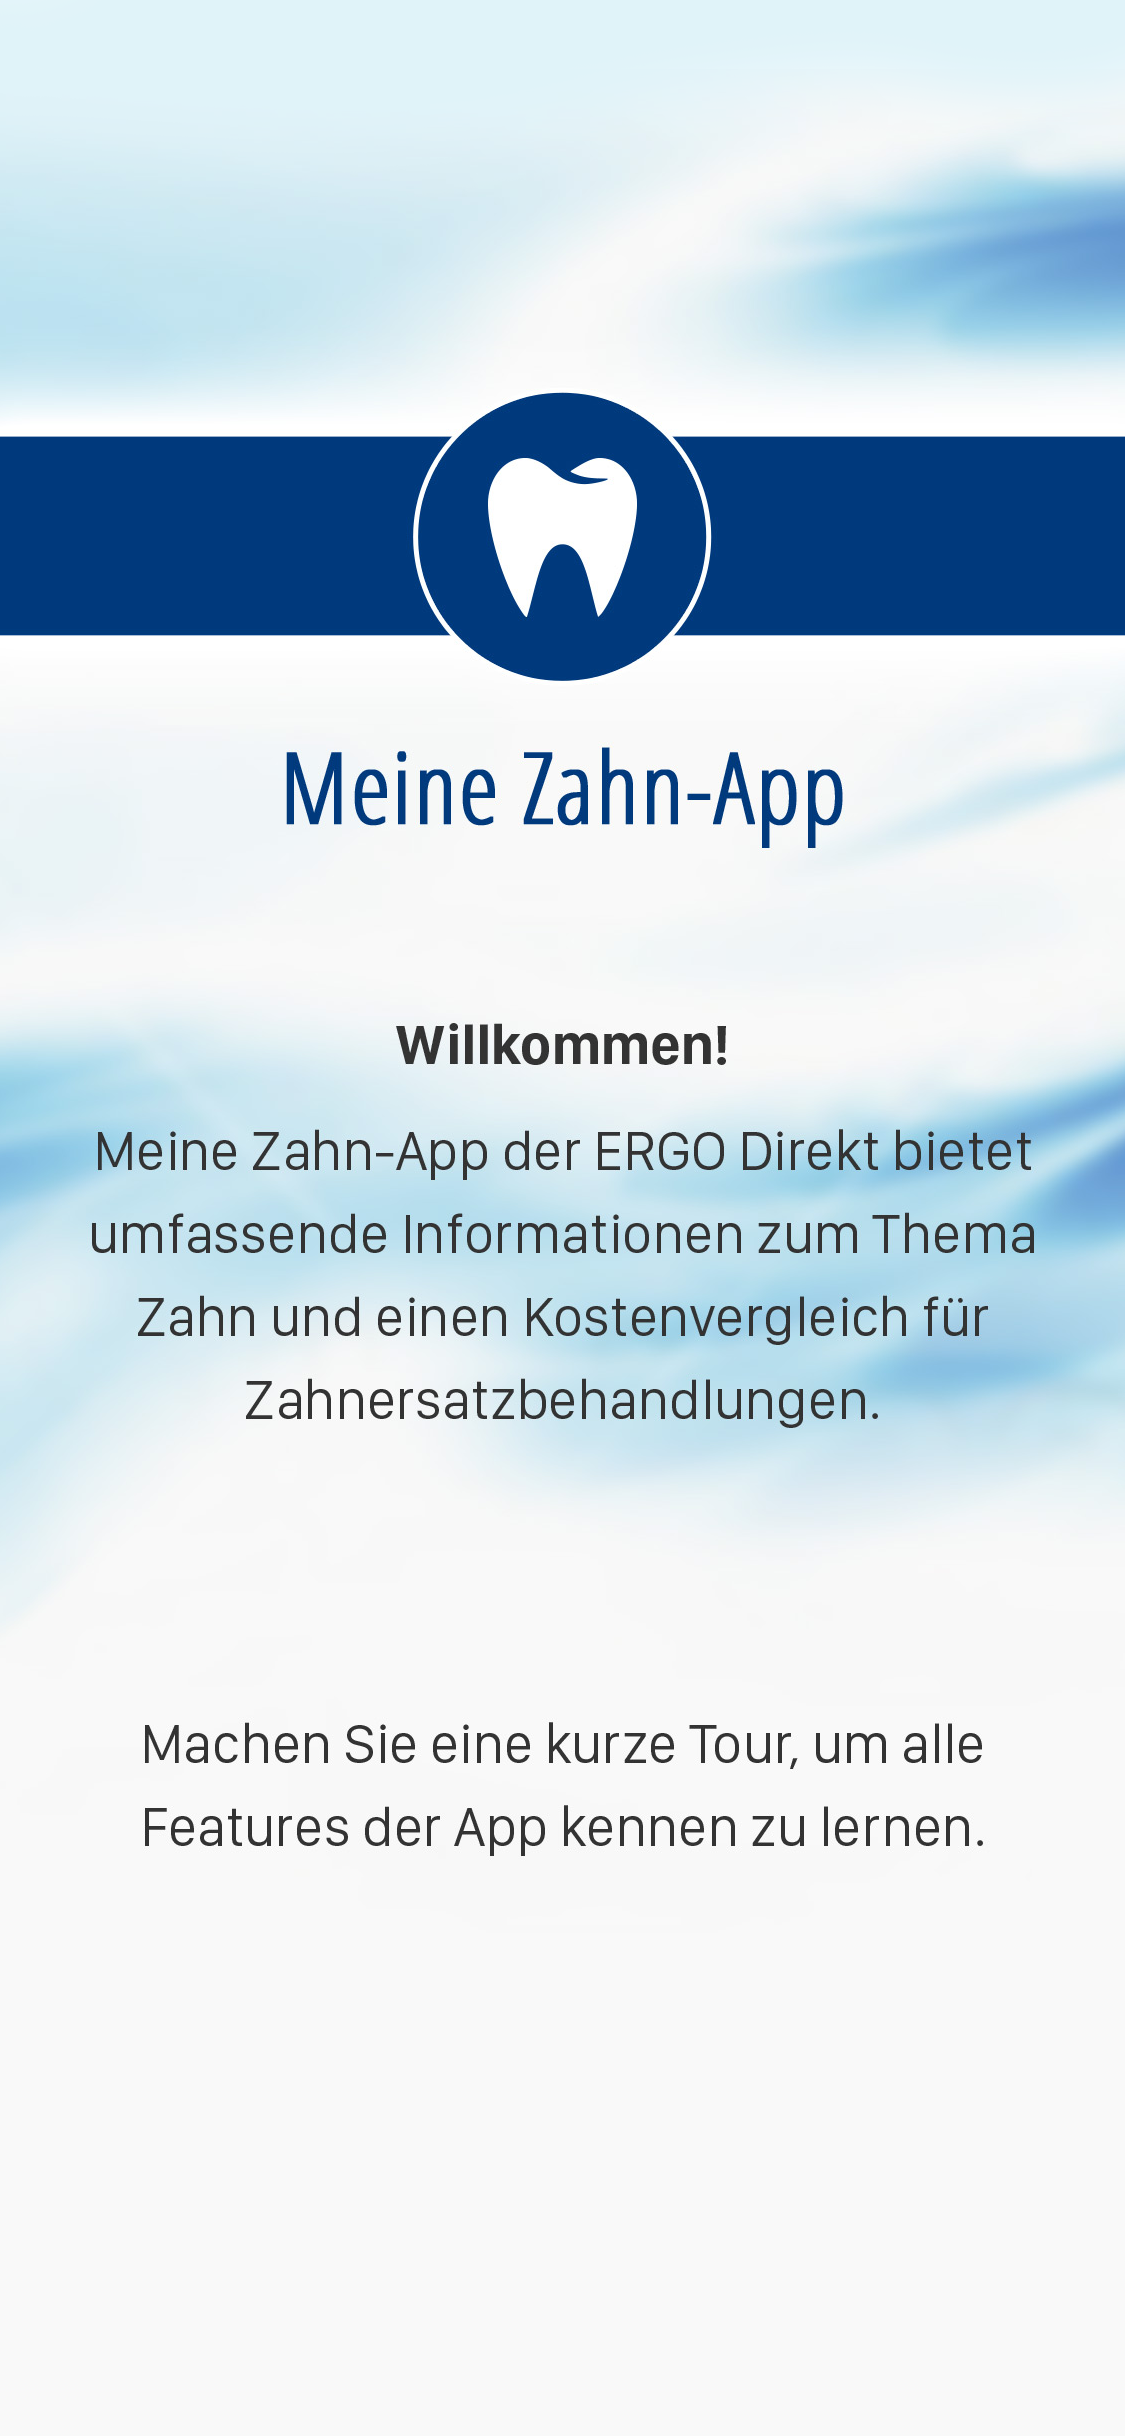 Meine Zahn-App
Willkommen!
Meine Zahn-App der ERGO Direkt bietet
umfassende Informationen zum Thema
Zahn und einen Kostenvergleich für
Zahnersatzbehandlungen.
Machen Sie eine kurze Tour, um alle
Features der App kennen zu lernen.